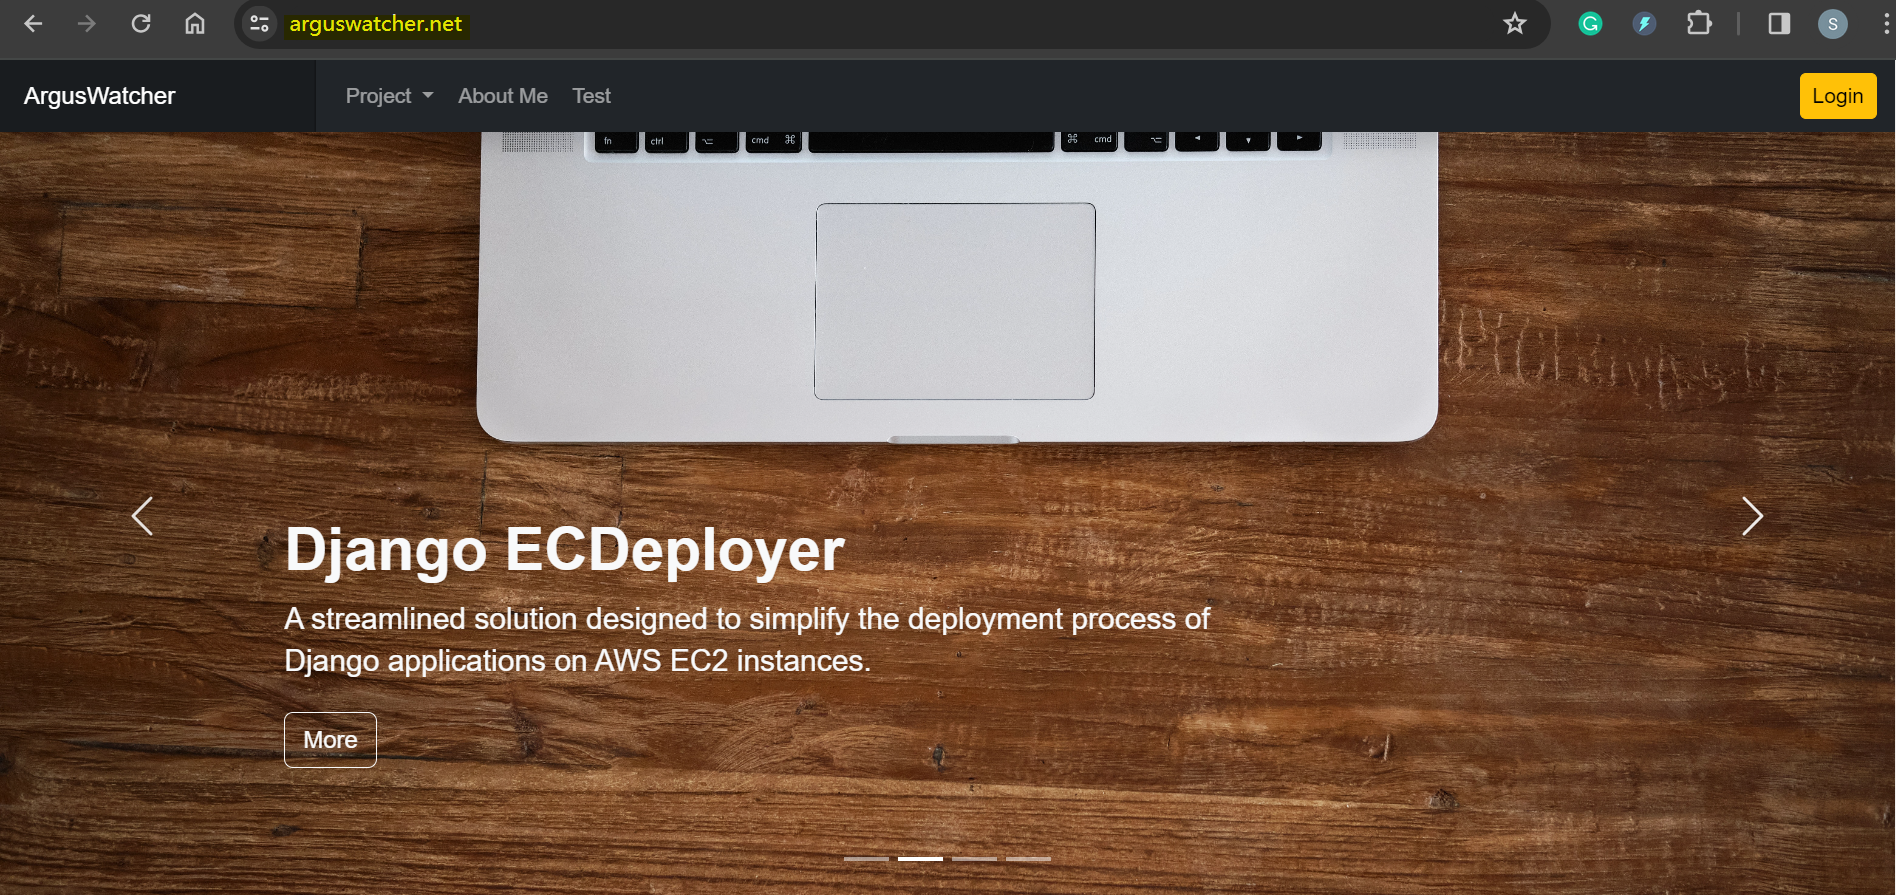 arguswatcher.net
S
ArgusWatcher
Project
About Me
Test
Login
fn
ctrl
cmd ⌘
⌘ cmd
Django ECDeployer
A streamlined solution designed to simplify the deployment process of
Django applications on AWS EC2 instances.
More